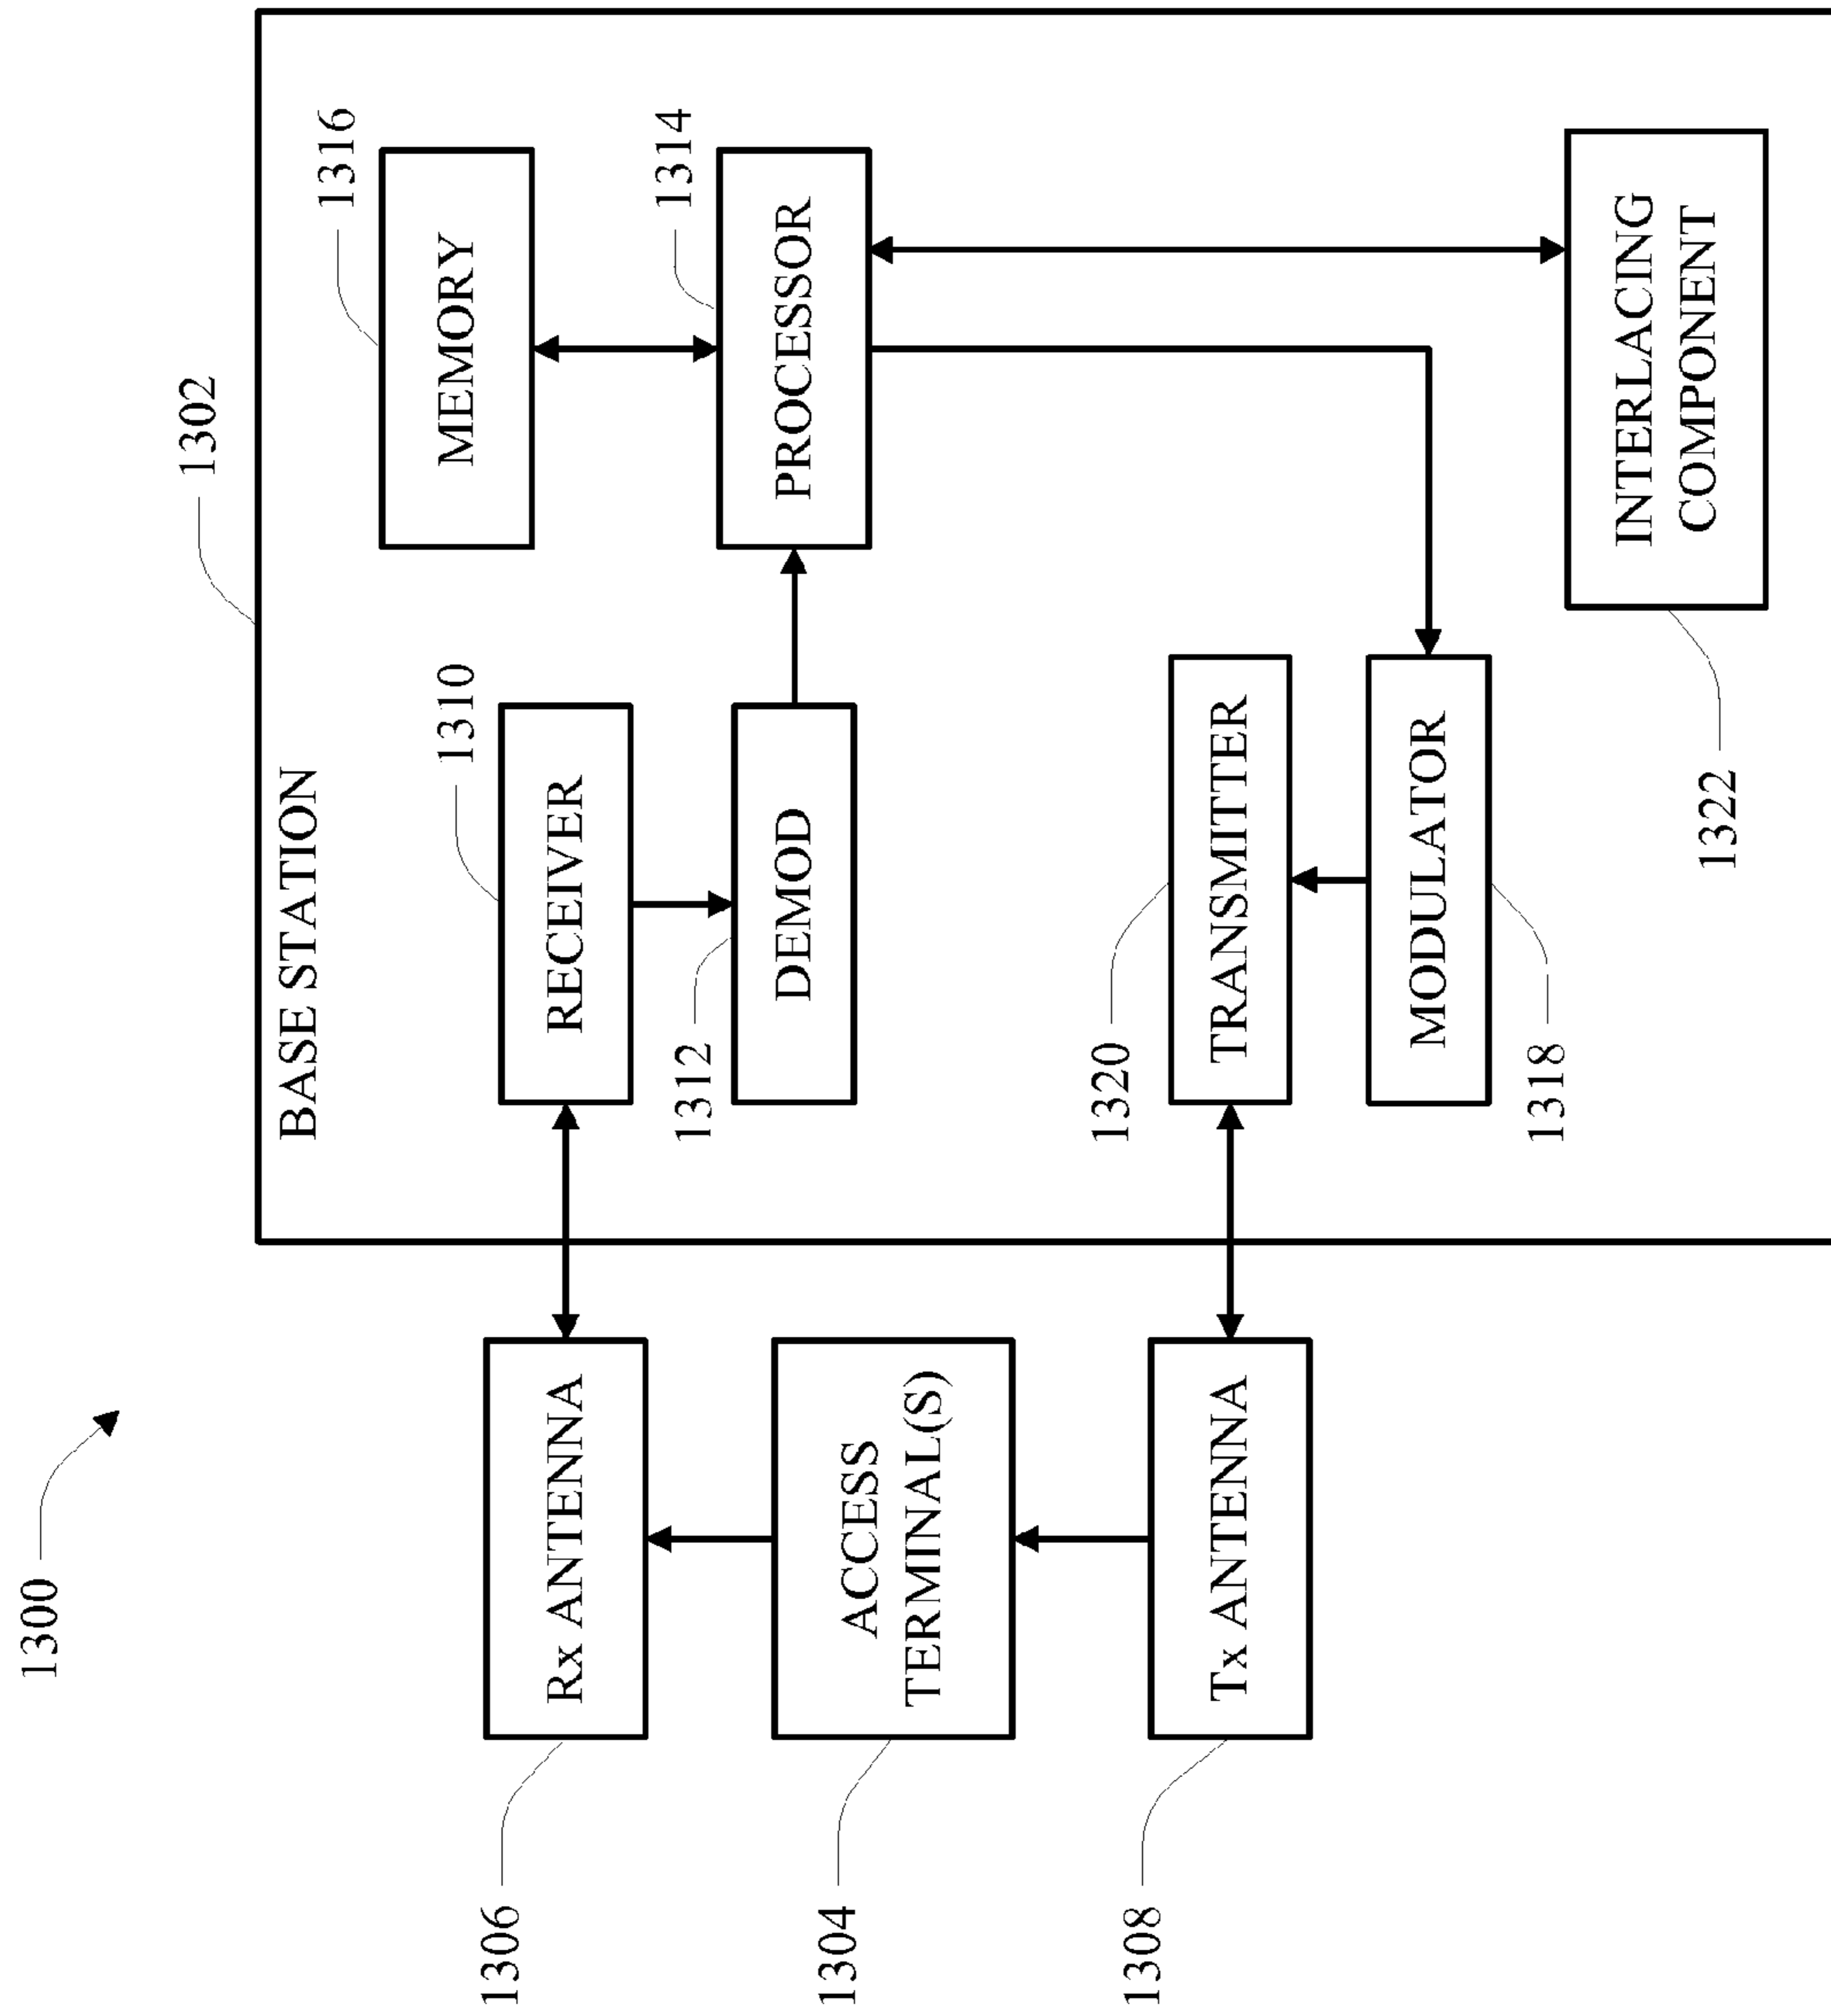 1300
1302
BASE STATION
1316
MEMORY
1306
Rx ANTENNA
1310
RECEIVER
1314
PROCESSOR
1312
DEMOD
1304
ACCESS
TERMINAL(S)
1320
TRANSMITTER
1308
Tx ANTENNA
MODULATOR
1318
INTERLACING
COMPONENT
1322